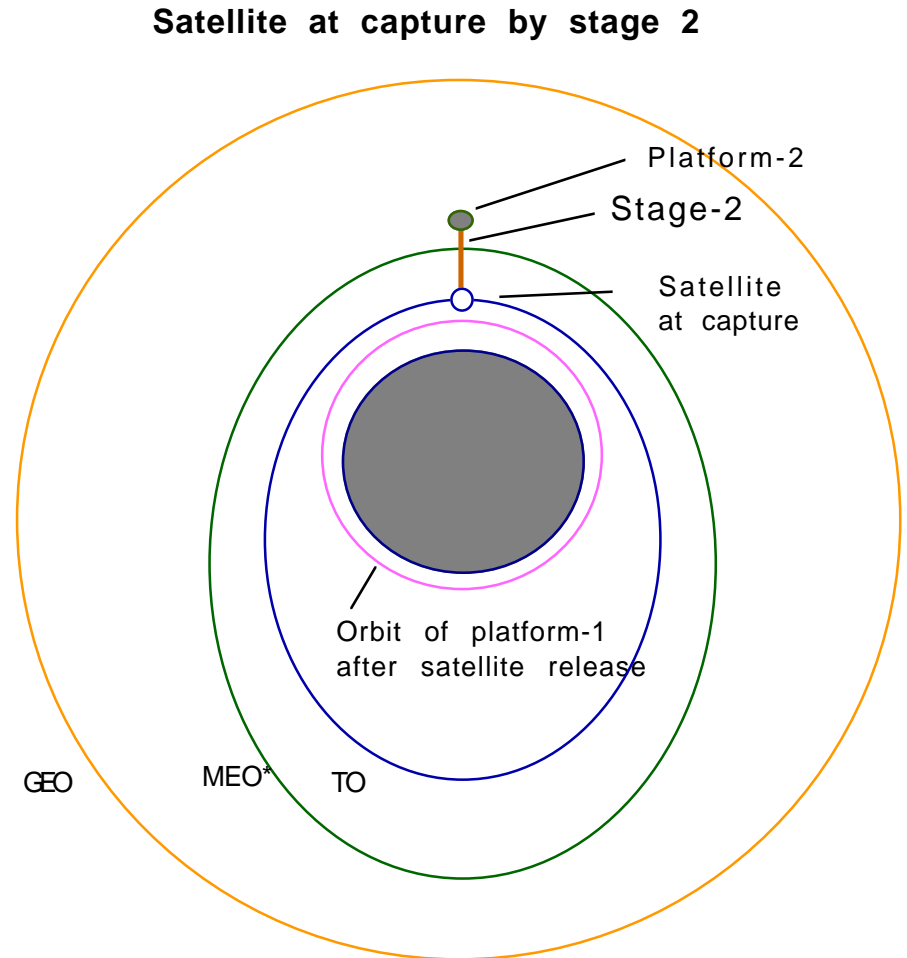 Satellite at capture by stage 2
Platform-2
Stage-2
Satellite
at capture
Orbit of platform-1
after satellite release
GEO
MEO*
TO